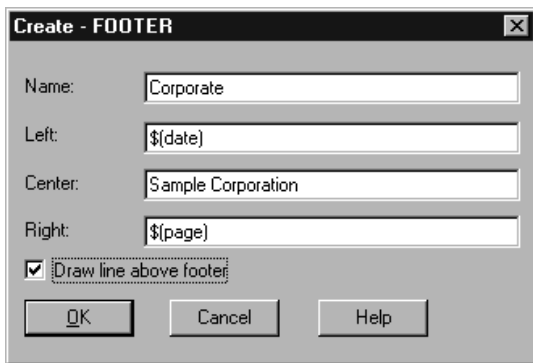 Create - FOOTER
Name: Corporate
Left: $(date)
Center: Sample Corporation
Right: $(page)
Draw line above footer
OK Cancel Help